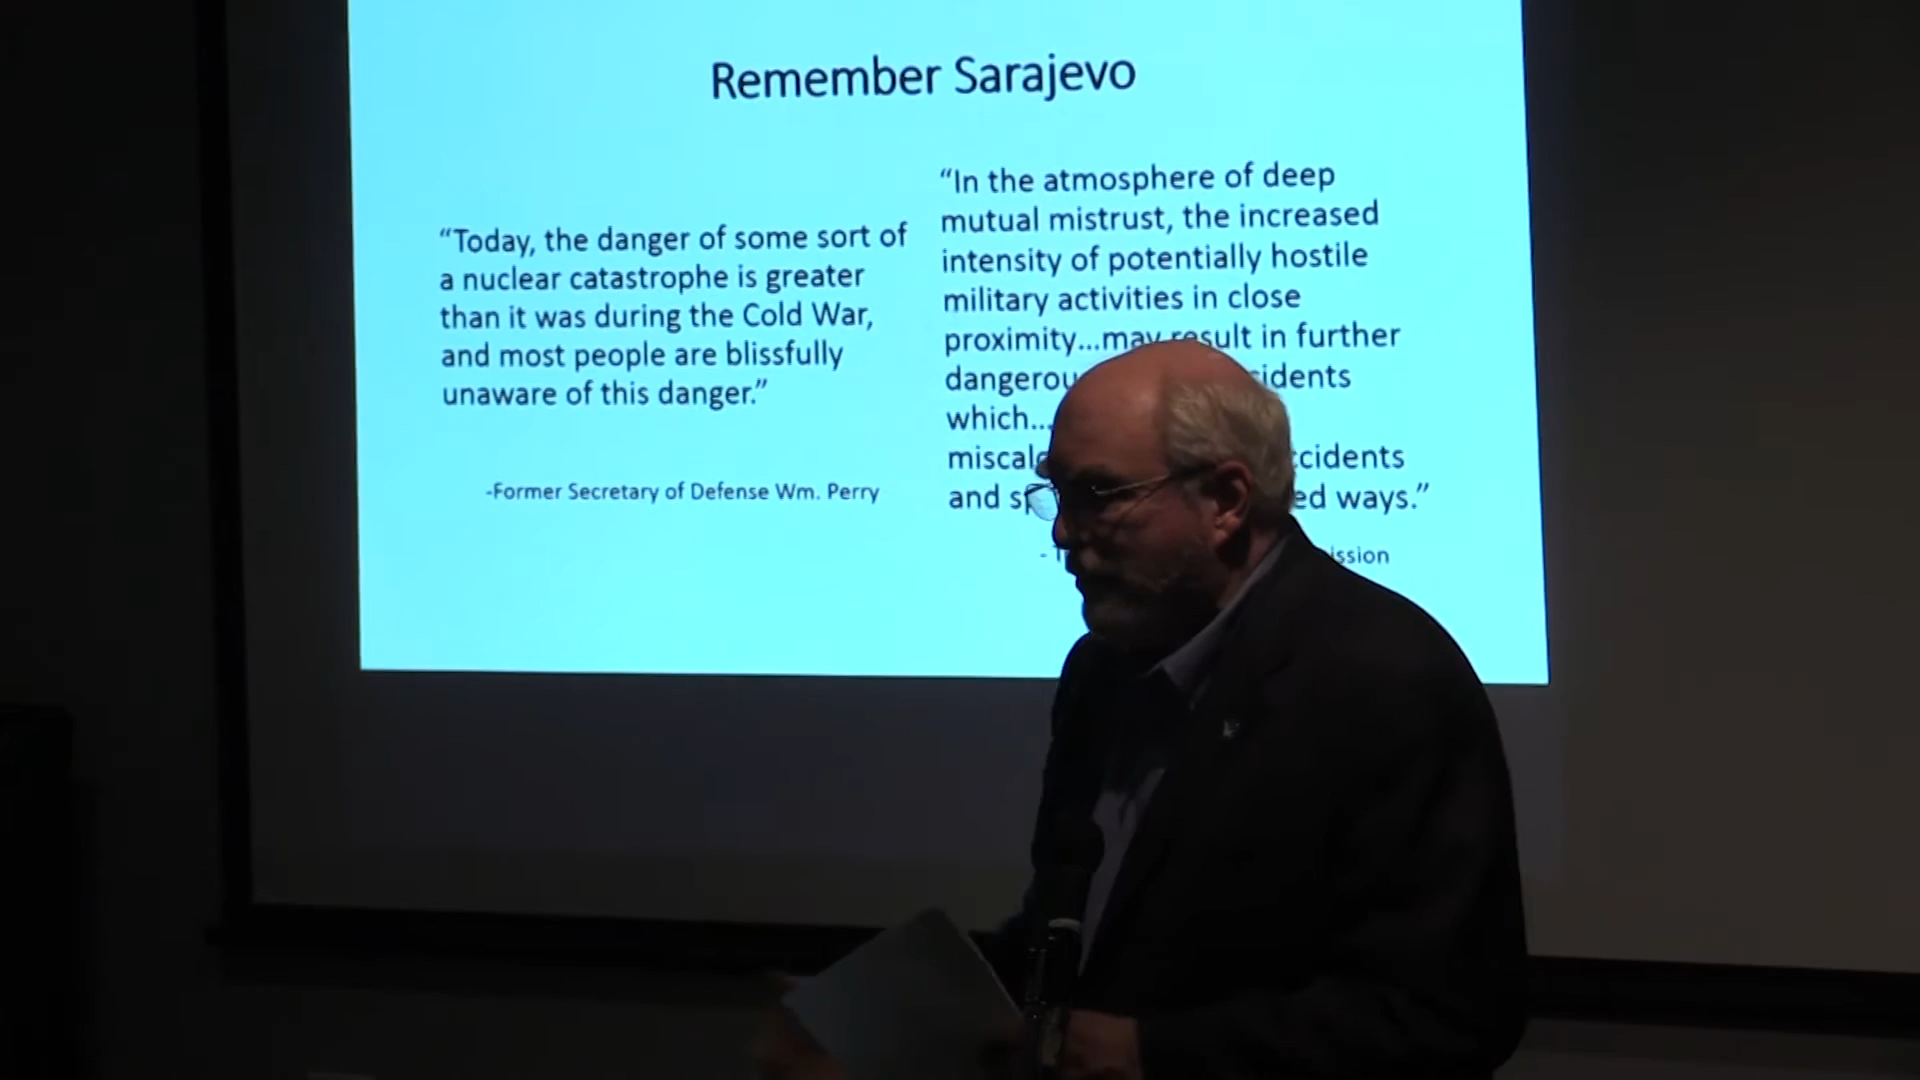 Remember Sarajevo
“Today, the danger of some sort of
a nuclear catastrophe is greater
than it was during the Cold War,
and most people are blissfully
unaware of this danger.”
-Former Secretary of Defense Wm. Perry
“In the atmosphere of deep
mutual mistrust, the increased
intensity of potentially hostile
military activities in close
proximity...may result in further
which...
and ways.”
-